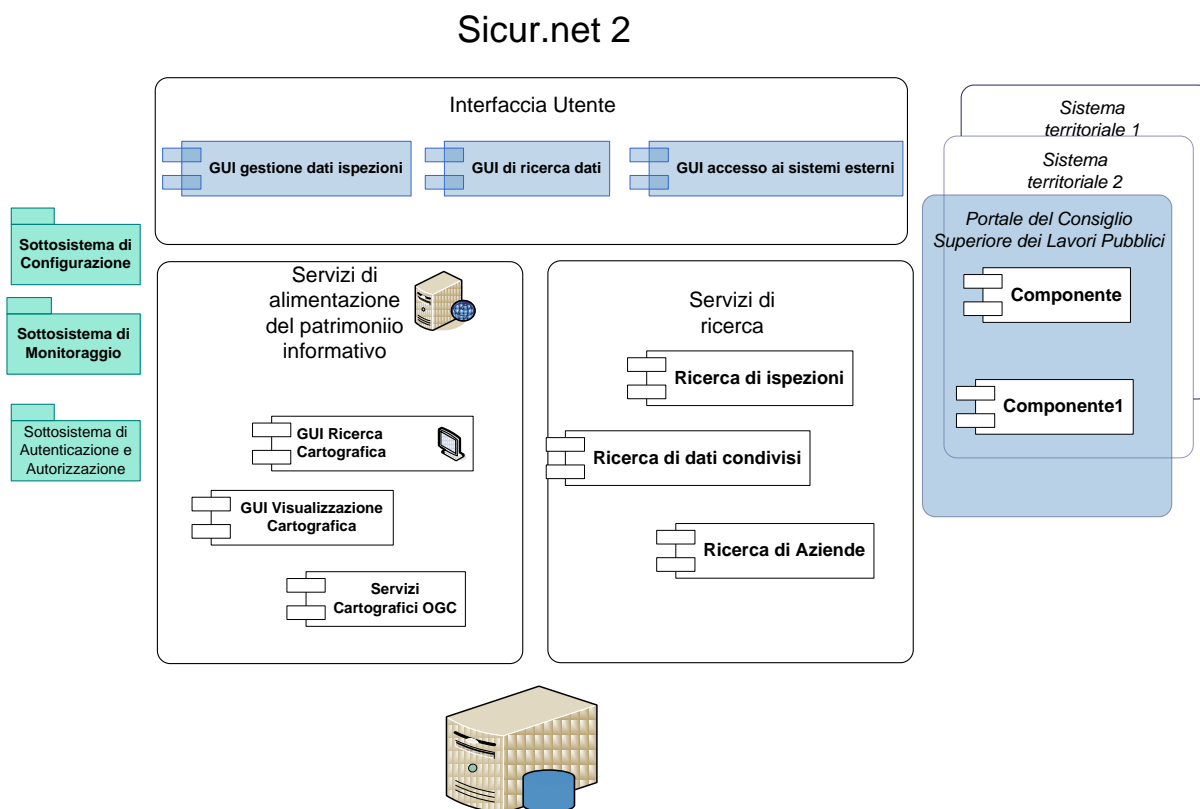 Sicur.net 2
Interfaccia Utente
GUI gestione dati ispezioni
GUI di ricerca dati
GUI accesso ai sistemi esterni
Sistema
territoriale 1
Sistema
territoriale 2
Portale del Consiglio
Superiore dei Lavori Pubblici
Componente
Componente1
Sottosistema di
Configurazione
Sottosistema di
Monitoraggio
Sottosistema di
Autenticazione e
Autorizzazione
Servizi di
alimentazione
del patrimoniio
informativo
GUI Ricerca
Cartografica
GUI Visualizzazione
Cartografica
Servizi
Cartografici OGC
Servizi di
ricerca
Ricerca di ispezioni
Ricerca di dati condivisi
Ricerca di Aziende